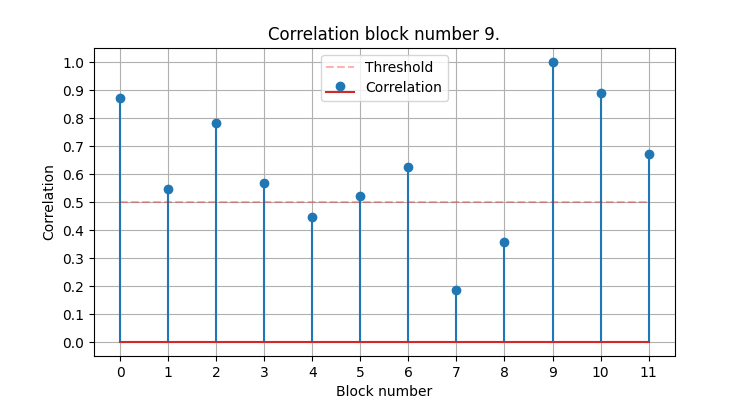 Correlation block number 9.
Threshold
Correlation
Correlation
1.0
0.9
0.8
0.7
0.6
0.5
0.4
0.3
0.2
0.1
0.0
0 1 2 3 4 5 6 7 8 9 10 11
Block number